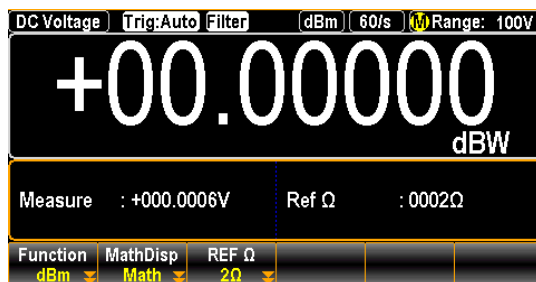 DC Voltage Trig:Auto Filter dBm 60/s M Range: 100V
+00.00000
dBW
Measure : +000.0006V Ref Ω : 0002Ω
Function MathDisp REF Ω
dBm Math 2Ω